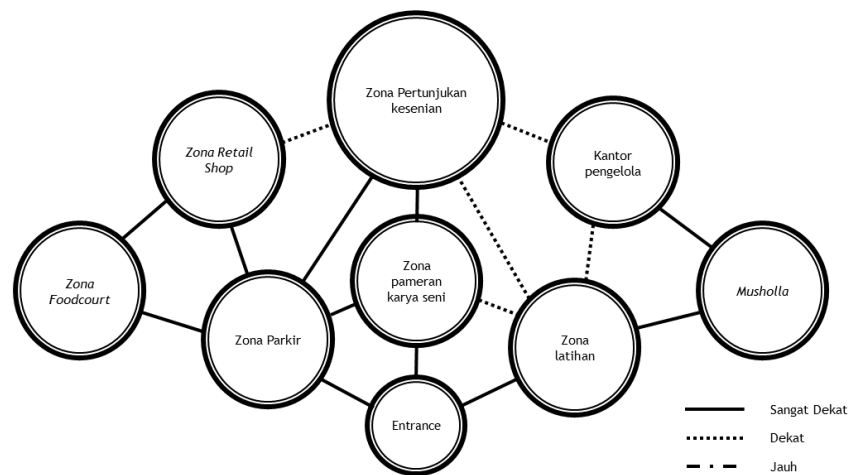 Zona Pertunjukan
kesenian
Zona Retail
Shop
Kantor
pengelola
Zona
Foodcourt
Zona
pameran
karya seni
Musholla
Zona Parkir
Zona
latihan
Entrance
Sangat Dekat
Dekat
Jauh